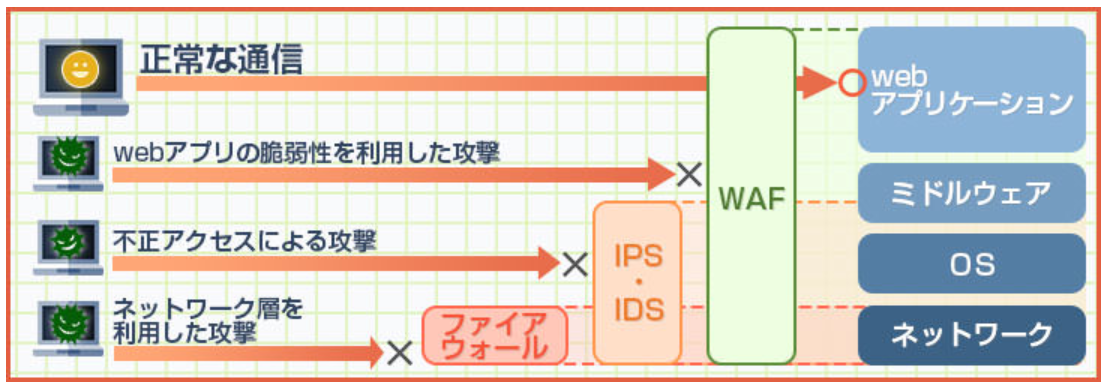 正常な通信
webアプリの脆弱性を利用した攻撃
不正アクセスによる攻撃
ネットワーク層を
利用した攻撃
ファイア
ウォール
IPS
・
IDS
WAF
web
アプリケーション
ミドルウェア
OS
ネットワーク